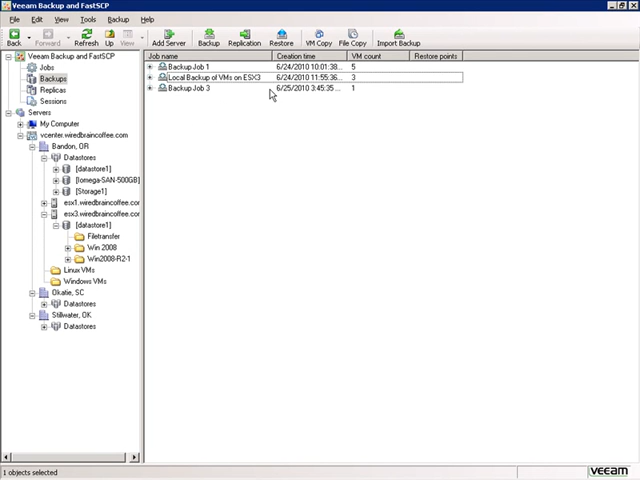 Veeam Backup and FastSCP
File Edit View Tools Backup Help
Back Forward Refresh Up View Add Server Backup Replication Restore VM Copy File Copy Import Backup
Veeam Backup and FastSCP
Jobs
Backups
Replicas
Sessions
Servers
My Computer
vcenter.wiredbraincoffee.com
Bandon, OR
Datastores
[datastore1]
[Iomega-SAN-500GB]
[Storage1]
esx1.wiredbraincoffee.co
esx3.wiredbraincoffee.co
[datastore1]
Filetransfer
Win 2008
Win2008-R2-1
Linux VMs
Windows VMs
Okatie, SC
Datastores
Stillwater, OK
Datastores
Job name Creation time VM count Restore points
Backup Job 1 6/24/2010 10:01:38... 5
Local Backup of VMs on ESX3 6/24/2010 11:55:36... 3
Backup Job 3 6/25/2010 3:45:35 ... 1
1 objects selected
veeam